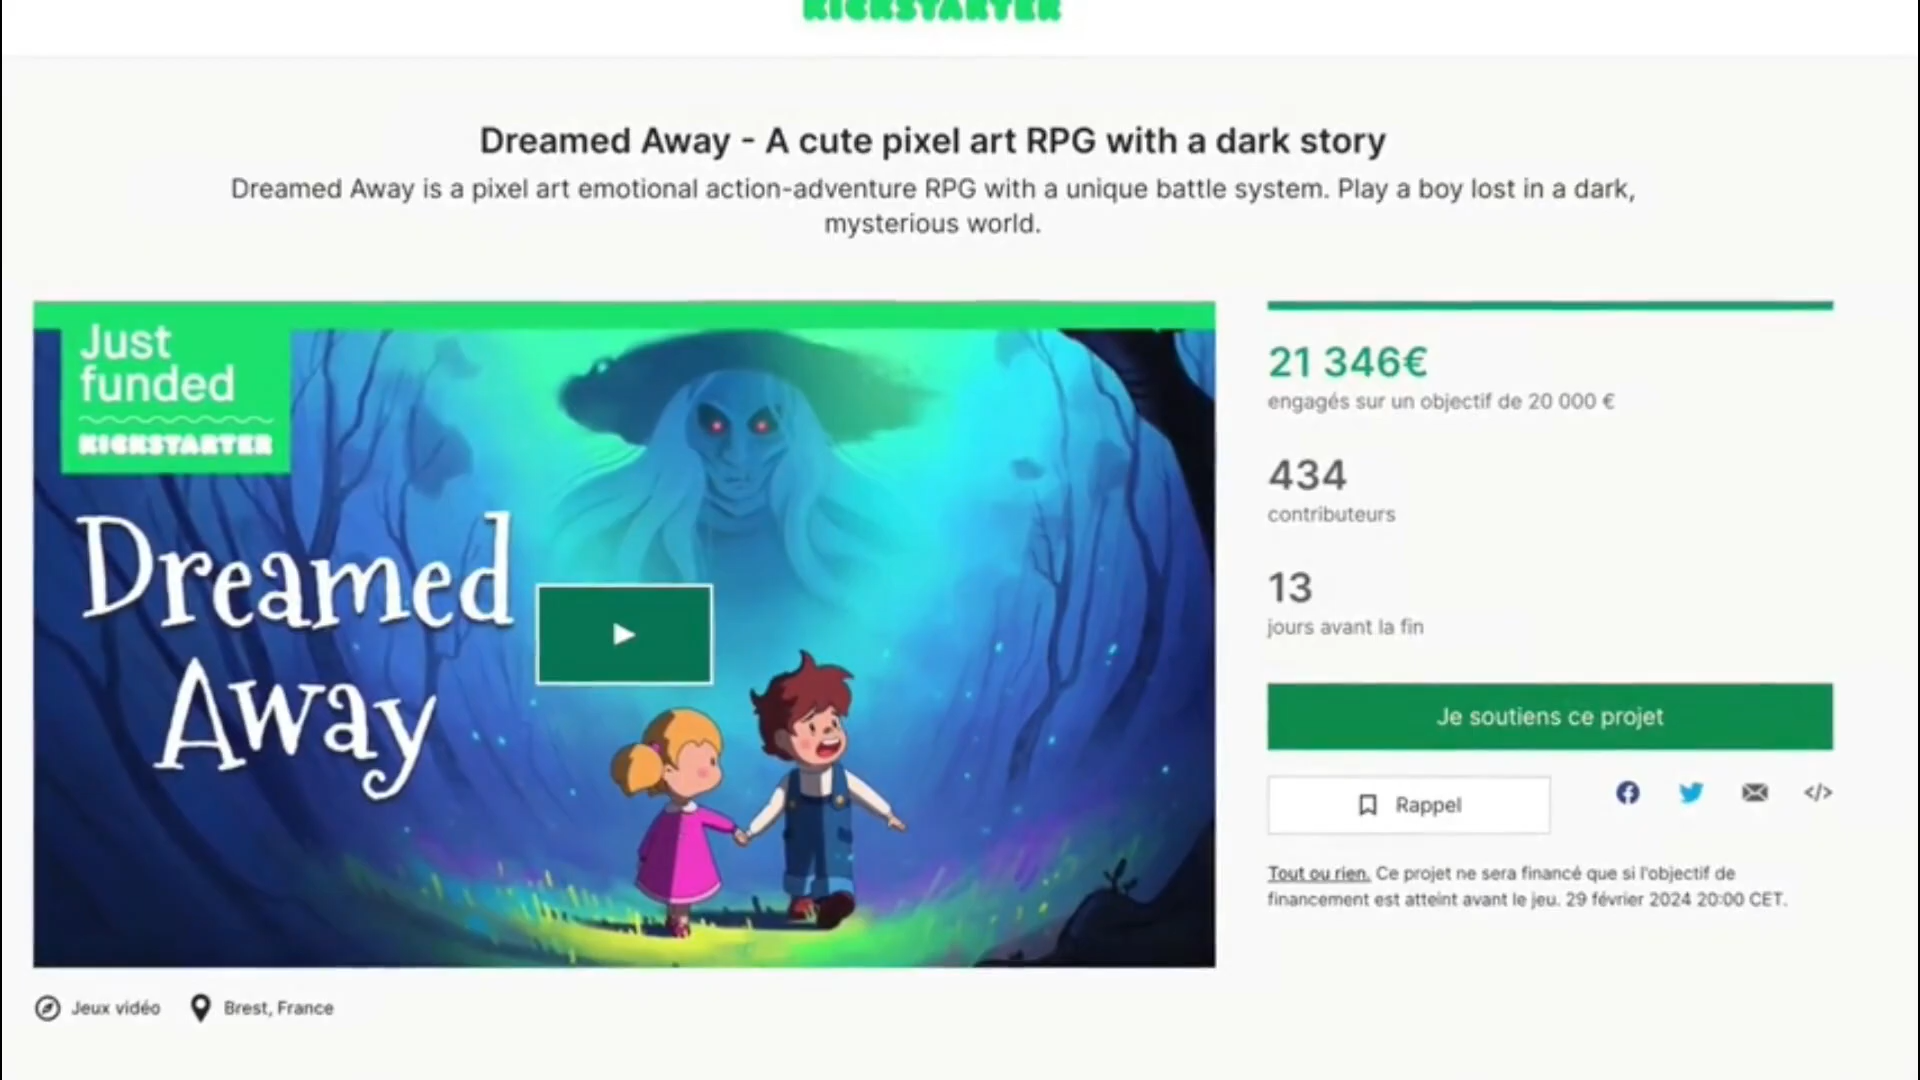 KICKSTARTER
Dreamed Away - A cute pixel art RPG with a dark story
Dreamed Away is a pixel art emotional action-adventure RPG with a unique battle system. Play a boy lost in a dark,
mysterious world.
Just
funded
KICKSTARTER
Dreamed
Away
21 346€
engagés sur un objectif de 20 000 €
434
contributeurs
13
jours avant la fin
Je soutiens ce projet
Rappel
Tout ou rien. Ce projet ne sera financé que si l'objectif de
financement est atteint avant le jeu. 29 février 2024 20:00 CET.
Jeux vidéo
Brest, France